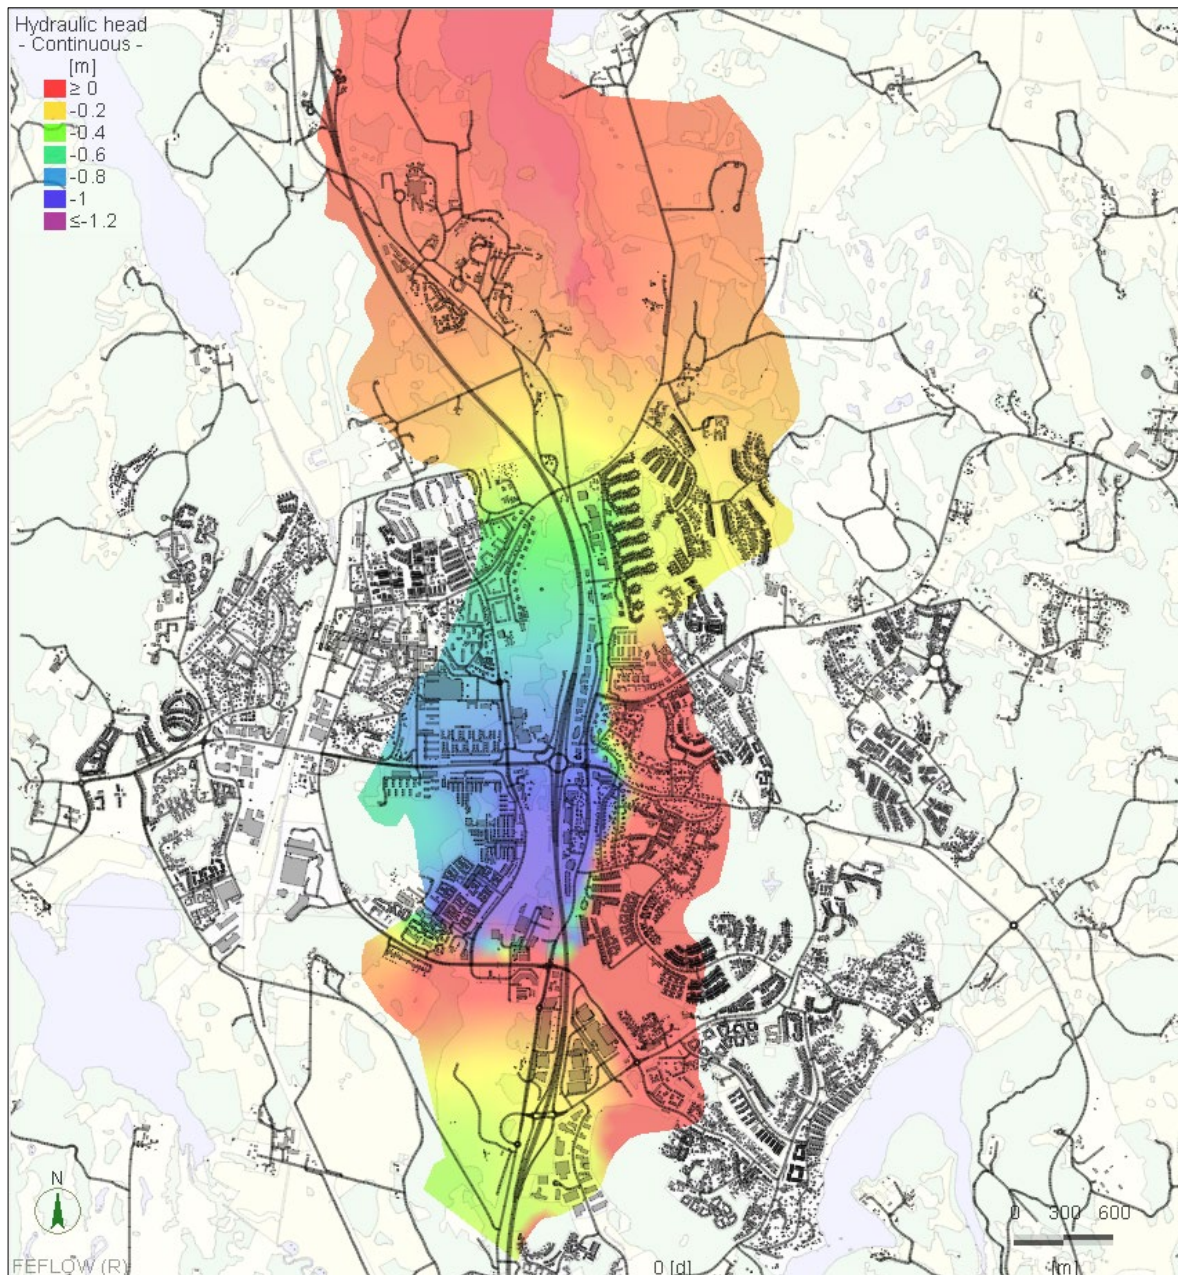 Hydraulic head
- Continuous -
[m]
≥ 0
-0.2
-0.4
-0.6
-0.8
-1
≤-1.2
N
0 300 600
FEFLOW (R)
0 [d]
[m]